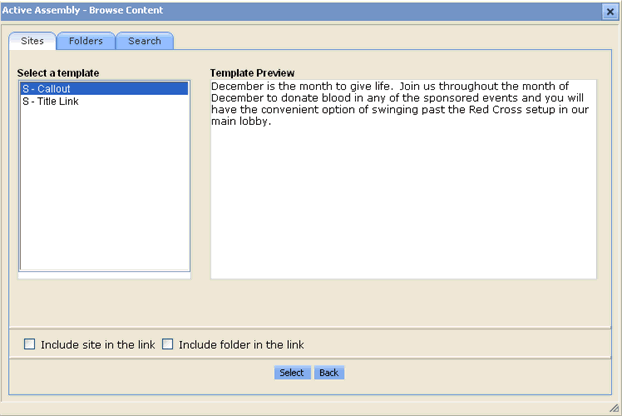 Active Assembly - Browse Content
Sites Folders Search
Select a template
S - Callout
S - Title Link
Template Preview
December is the month to give life. Join us throughout the month of
December to donate blood in any of the sponsored events and you will
have the convenient option of swinging past the Red Cross setup in our
main lobby.
Include site in the link Include folder in the link
Select Back